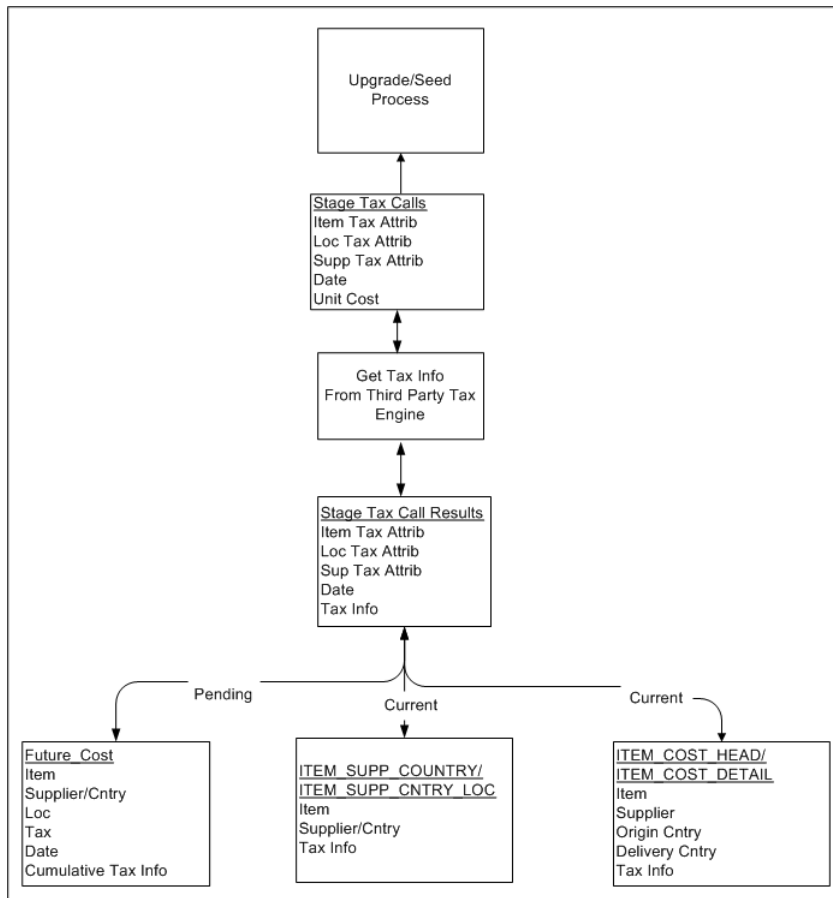 Upgrade/Seed
Process
Stage Tax Calls
Item Tax Attrib
Loc Tax Attrib
Supp Tax Attrib
Date
Unit Cost
Get Tax Info
From Third Party Tax
Engine
Stage Tax Call Results
Item Tax Attrib
Loc Tax Attrib
Sup Tax Attrib
Date
Tax Info
Pending
Current
Current
Future_Cost
Item
Supplier/Cntry
Loc
Tax
Date
Cumulative Tax Info
ITEM_SUPP_COUNTRY/
ITEM_SUPP_CNTRY_LOC
Item
Supplier/Cntry
Tax Info
ITEM_COST_HEAD/
ITEM_COST_DETAIL
Item
Supplier
Origin Cntry
Delivery Cntry
Tax Info